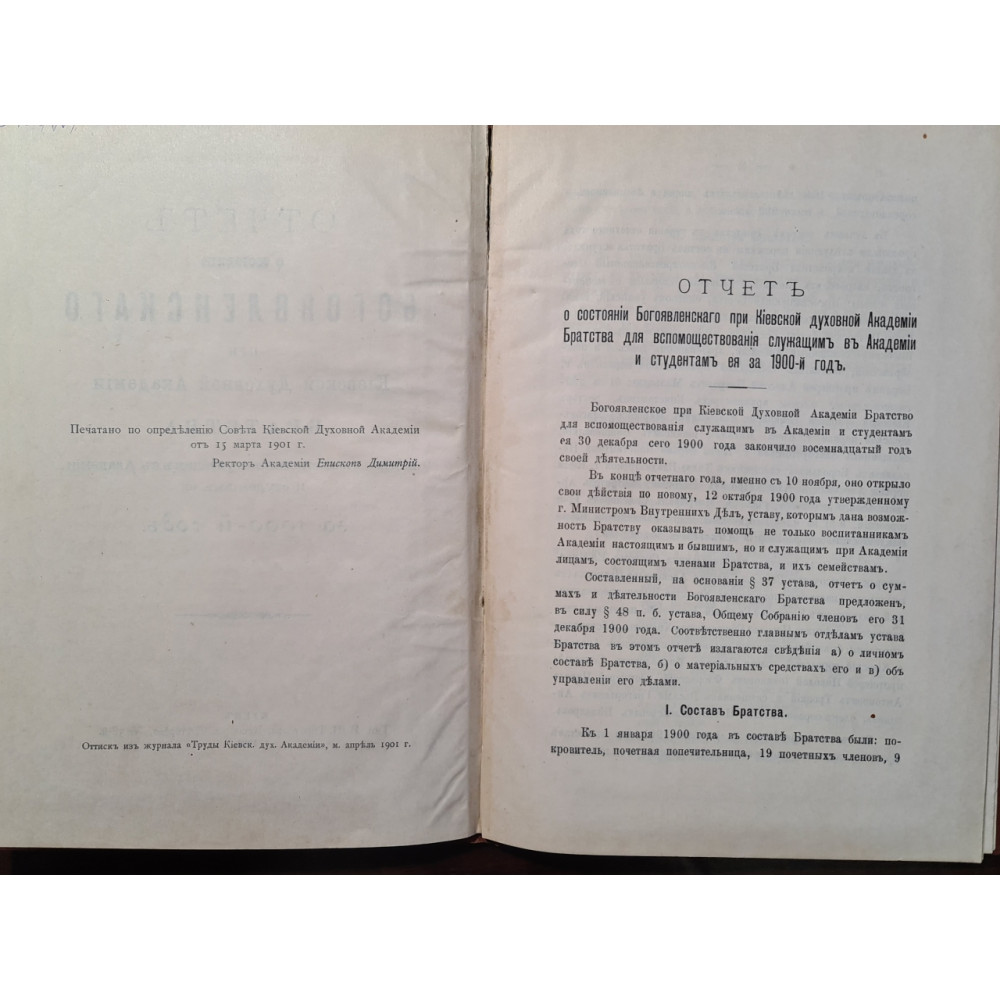 Печатано по опредѣленію Совѣта Кіевской Духовной Академіи
отъ 15 марта 1901 г.
Ректоръ Академіи Епископъ Димитрій.
Оттискъ изъ журнала «Труды Кіевск. дух. Академіи», м. апрѣль 1901 г.
ОТЧЕТЪ
о состояніи Богоявленскаго при Кіевской духовной Академіи
Братства для вспомоществованія служащимъ въ Академіи
и студентамъ ея за 1900-й годъ.
Богоявленское при Кіевской Духовной Академіи Братство
для вспомоществованія служащимъ въ Академіи и студентамъ
ея 30 декабря сего 1900 года закончило восемнадцатый годъ
своей дѣятельности.
Въ концѣ отчетнаго года, именно съ 10 ноября, оно открыло
свои дѣйствія по новому, 12 октября 1900 года утвержденному
г. Министромъ Внутреннихъ Дѣлъ, уставу, которымъ дана возмож-
ность Братству оказывать помощь не только воспитанникамъ
Академіи настоящимъ и бывшимъ, но и служащимъ при Академіи
лицамъ, состоящимъ членами Братства, и ихъ семействамъ.
Составленный, на основаніи § 37 устава, отчетъ о сум-
махъ и дѣятельности Богоявленскаго Братства предложенъ,
въ силу § 48 п. б. устава, Общему Собранію членовъ его 31
декабря 1900 года. Соотвѣтственно главнымъ отдѣламъ устава
Братства въ этомъ отчетѣ излагаются свѣдѣнія а) о личномъ
составѣ Братства, б) о матеріальныхъ средствахъ его и в) объ
управленіи его дѣлами.
I. Составъ Братства.
Къ 1 января 1900 года въ составѣ Братства были: по-
кровитель, почетная попечительница, 19 почетныхъ членовъ, 9